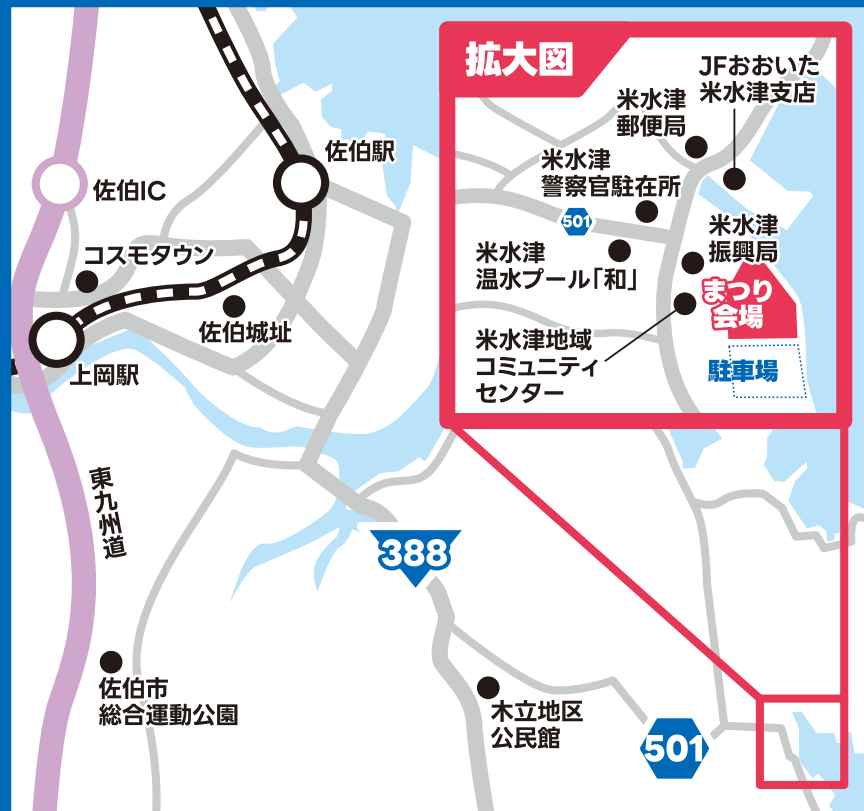 拡大図
JFおおいた
米水津支店
米水津
郵便局
米水津
警察官駐在所
501
米水津
振興局
米水津
温水プール「和」
まつり
会場
米水津地域
コミュニティ
センター
駐車場
佐伯駅
佐伯IC
コスモタウン
佐伯城址
上岡駅
東九州道
388
佐伯市
総合運動公園
木立地区
公民館
501